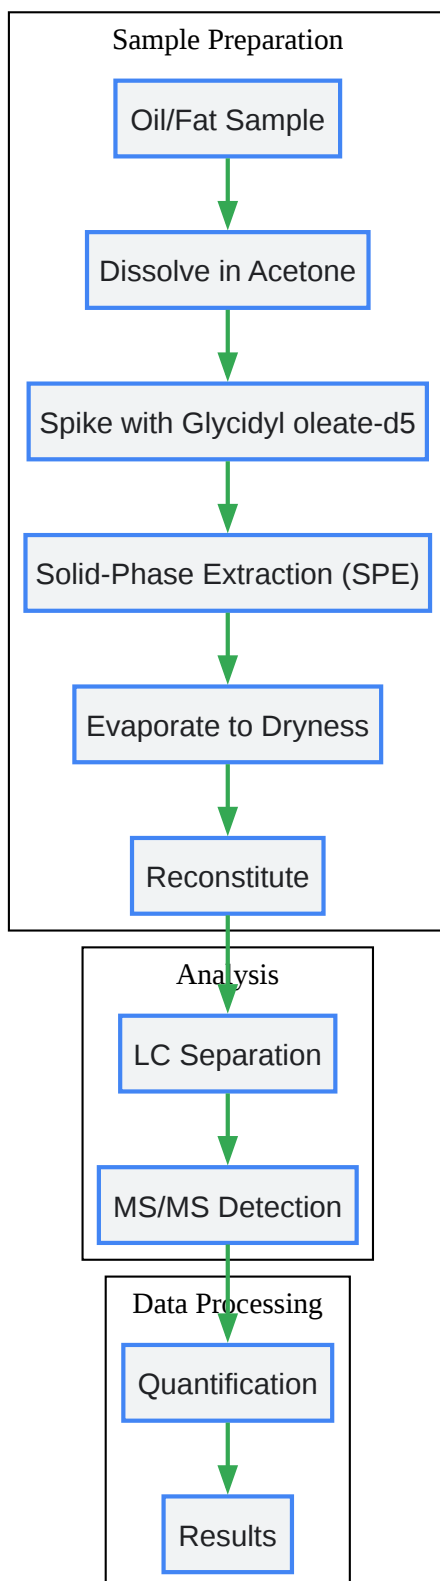 Sample Preparation
Oil/Fat Sample
Dissolve in Acetone
Spike with Glycidyl oleate-d5
Solid-Phase Extraction (SPE)
Evaporate to Dryness
Reconstitute
Analysis
LC Separation
MS/MS Detection
Data Processing
Quantification
Results